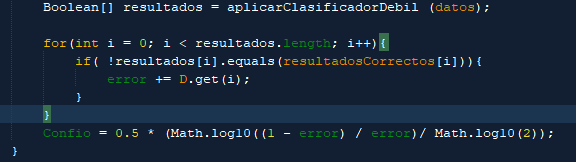 Boolean[] resultados = aplicarClasificadorDebil (datos);
for(int i = 0; i < resultados.length; i++){
if( !resultados[i].equals(resultadosCorrectos[i])){
error += D.get(i);
}
}
Confio = 0.5 * (Math.log10((1 - error) / error)/ Math.log10(2));
}